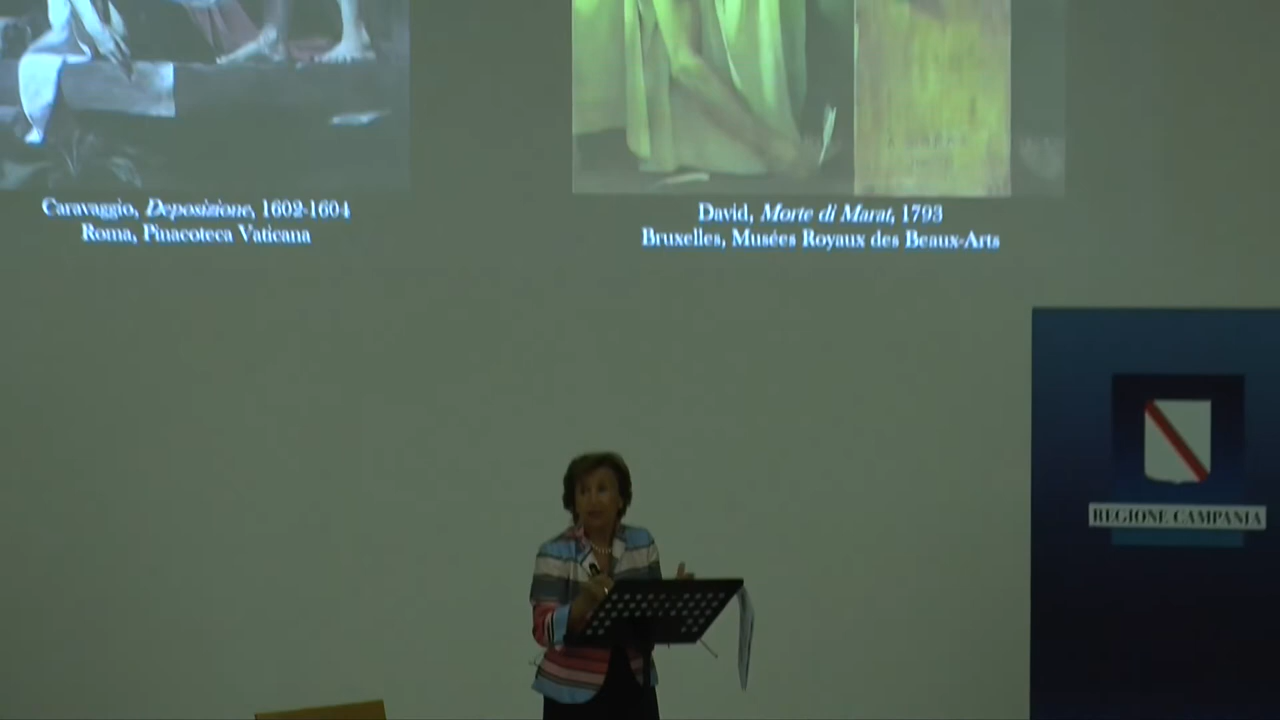 Caravaggio, Deposizione, 1602-1604
Roma, Pinacoteca Vaticana
David, Morte di Marat, 1793
Bruxelles, Musées Royaux des Beaux-Arts
REGIONE CAMPANIA